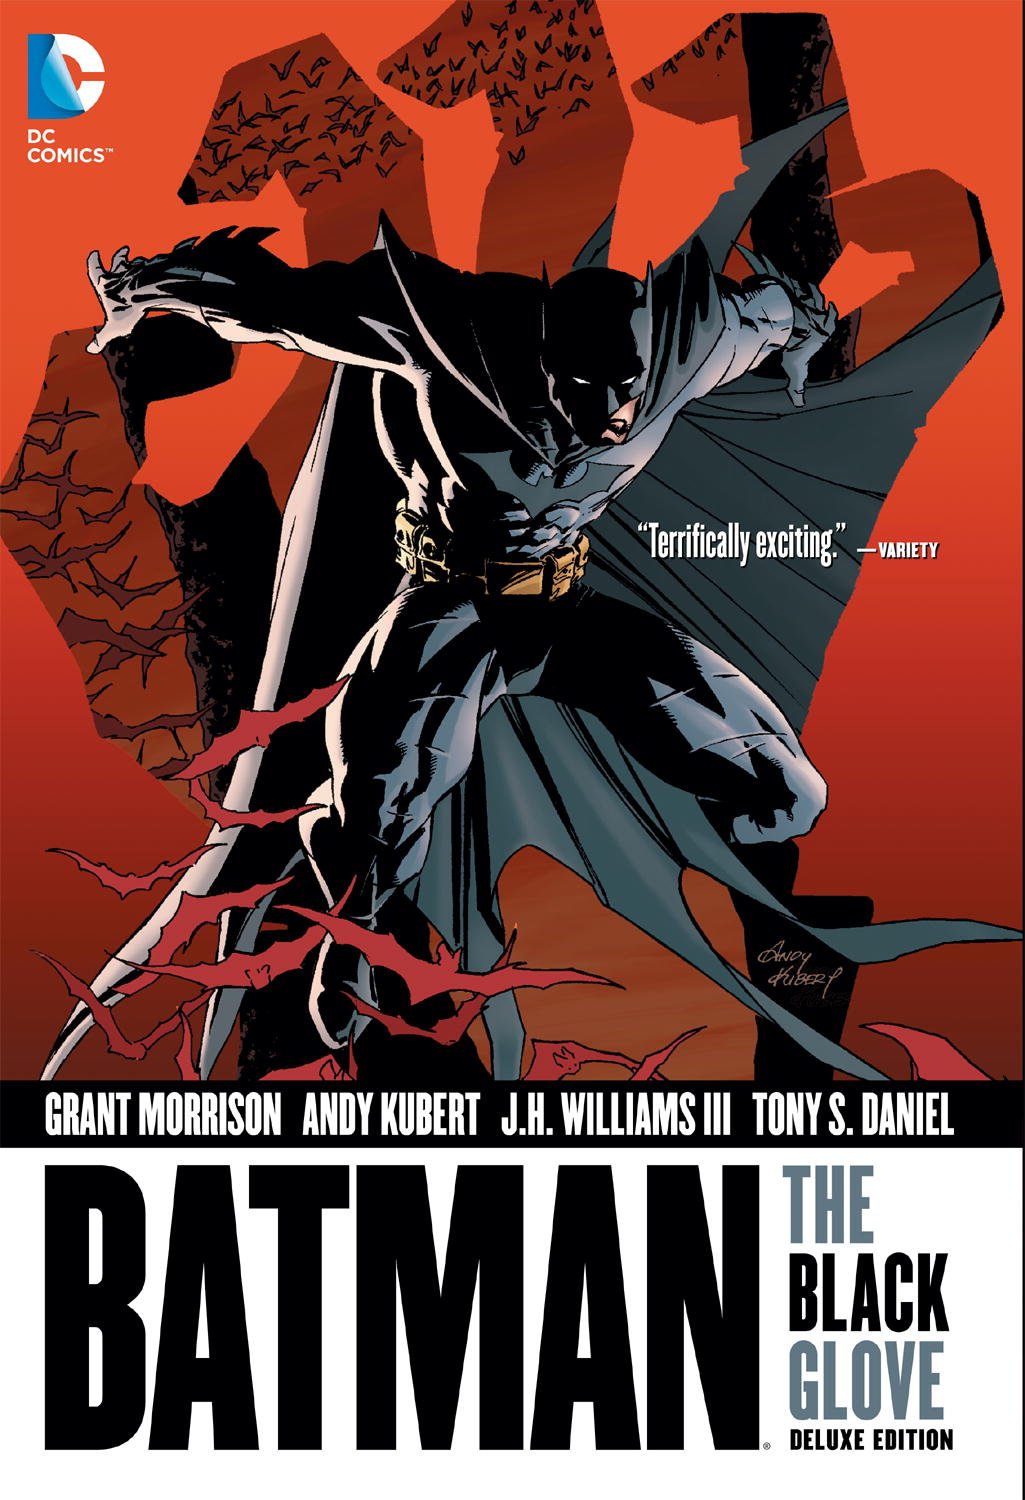 DC
COMICS™
“Terrifically exciting.” —VARIETY
ANDY
KUBERT
GRANT MORRISON ANDY KUBERT J.H. WILLIAMS III TONY S. DANIEL
BATMAN®
THE
BLACK
GLOVE
DELUXE EDITION